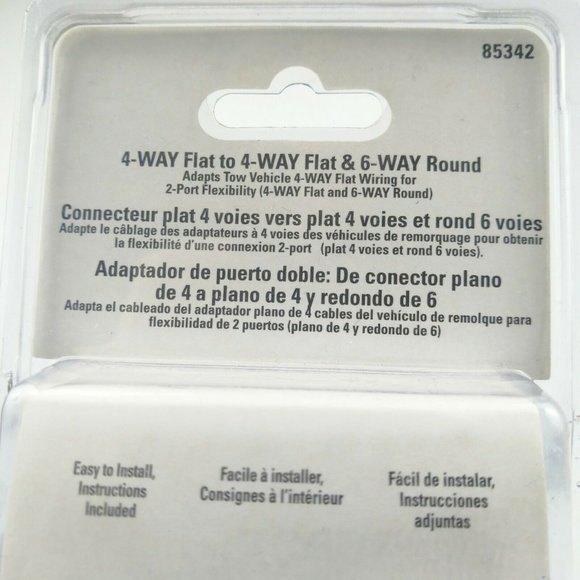 85342
4-WAY Flat to 4-WAY Flat & 6-WAY Round
Adapts Tow Vehicle 4-WAY Flat Wiring for
2-Port Flexibility (4-WAY Flat and 6-WAY Round)
Connecteur plat 4 voies vers plat 4 voies et rond 6 voies
Adapte le câblage des adaptateurs à 4 voies des véhicules de remorquage pour obtenir
la flexibilité d'une connexion 2-port (plat 4 voies et rond 6 voies).
Adaptador de puerto doble: De conector plano
de 4 a plano de 4 y redondo de 6
Adapta el cableado del adaptador plano de 4 cables del vehículo de remolque para
flexibilidad de 2 puertos (plano de 4 y redondo de 6)
Easy to Install,
Instructions
Included
Facile à installer,
Consignes à l'intérieur
Fácil de instalar,
Instrucciones
adjuntas